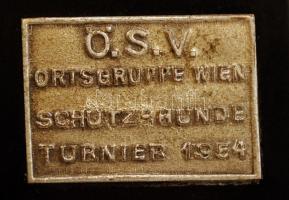 Ö.S.V.
ORTSGRUPPE WIEN
SCHUTZHUNDE
TURNIER 1954